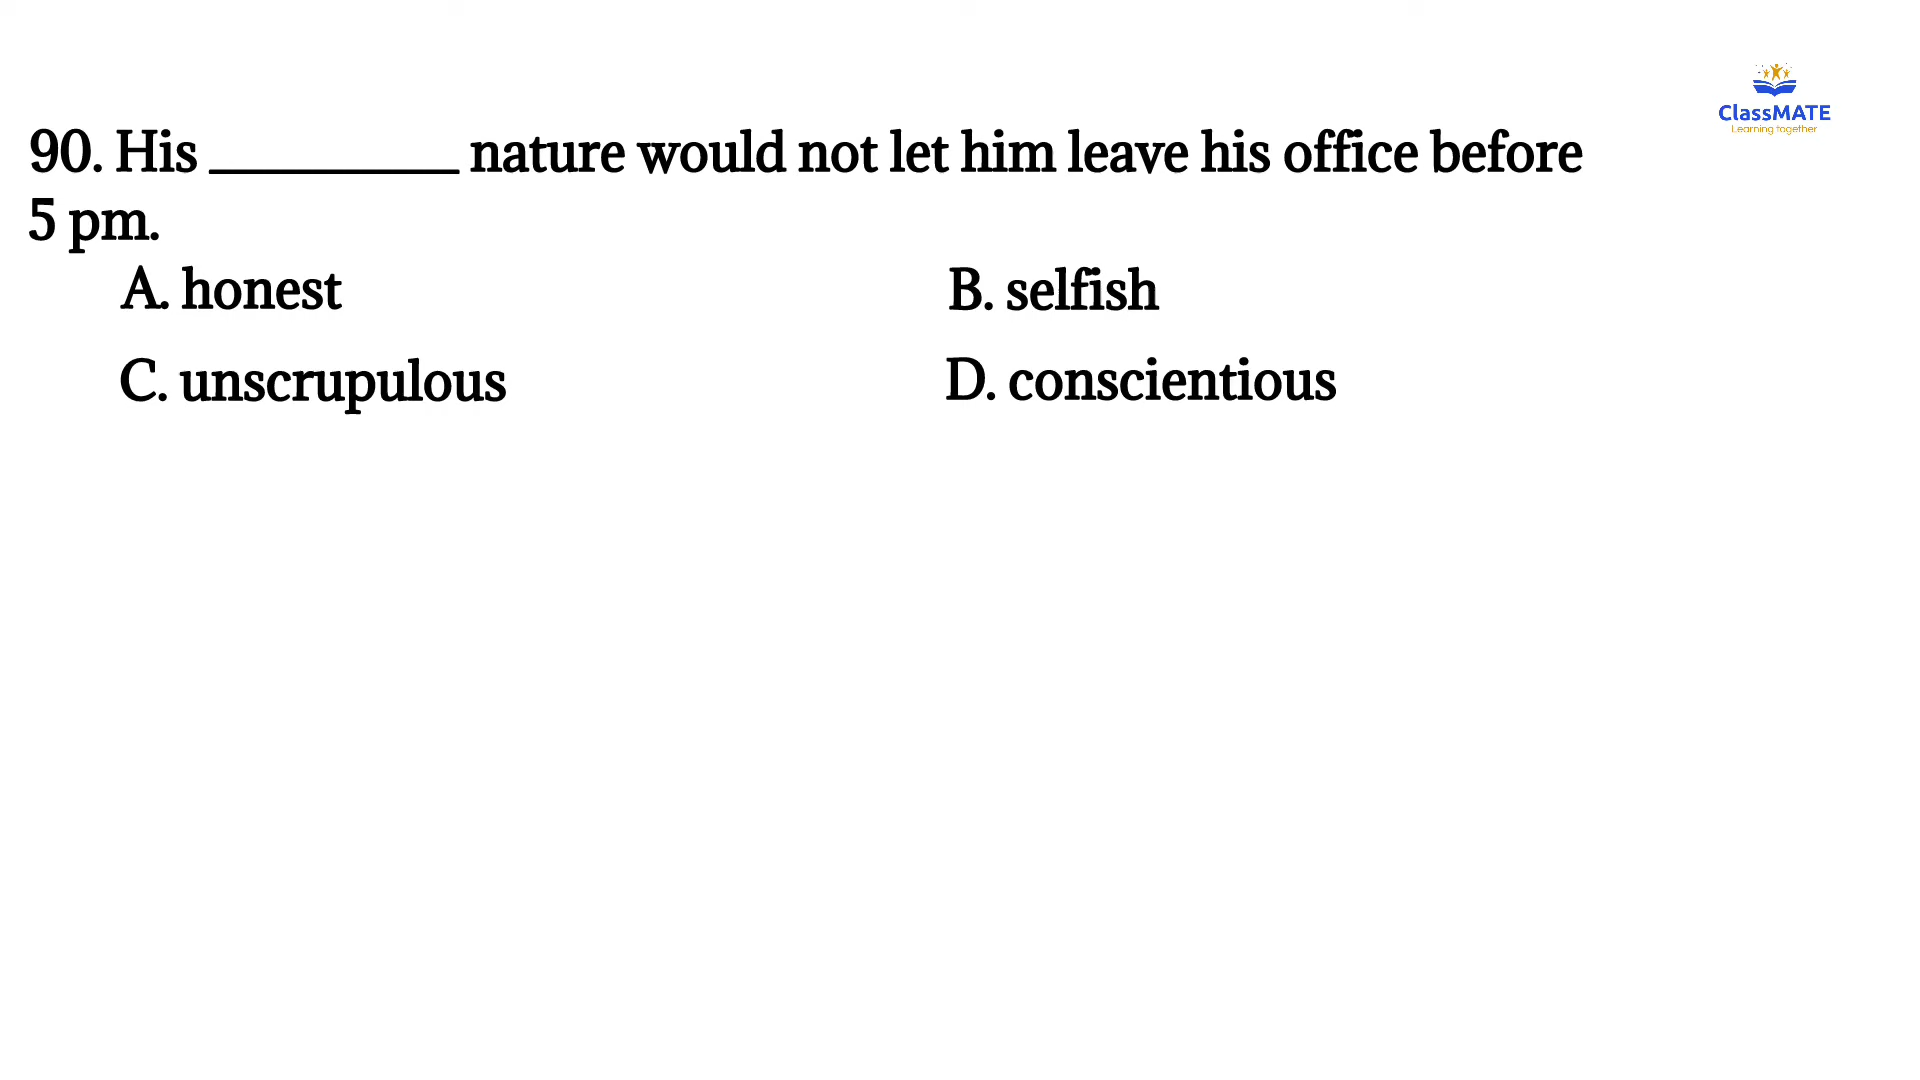 ClassMATE
Learning together
90. His __________ nature would not let him leave his office before
5 pm.
A. honest
B. selfish
C. unscrupulous
D. conscientious